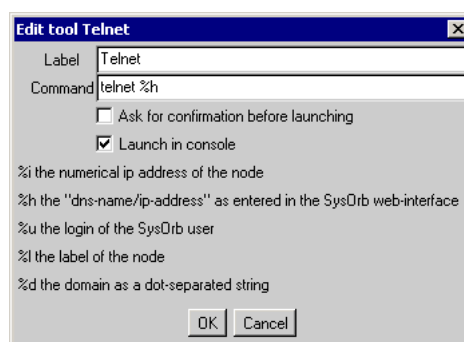 Edit tool Telnet
Label Telnet
Command telnet %h
Ask for confirmation before launching
Launch in console
%i the numerical ip address of the node
%h the "dns-name/ip-address" as entered in the SysOrb web-interface
%u the login of the SysOrb user
%l the label of the node
%d the domain as a dot-separated string
OK Cancel